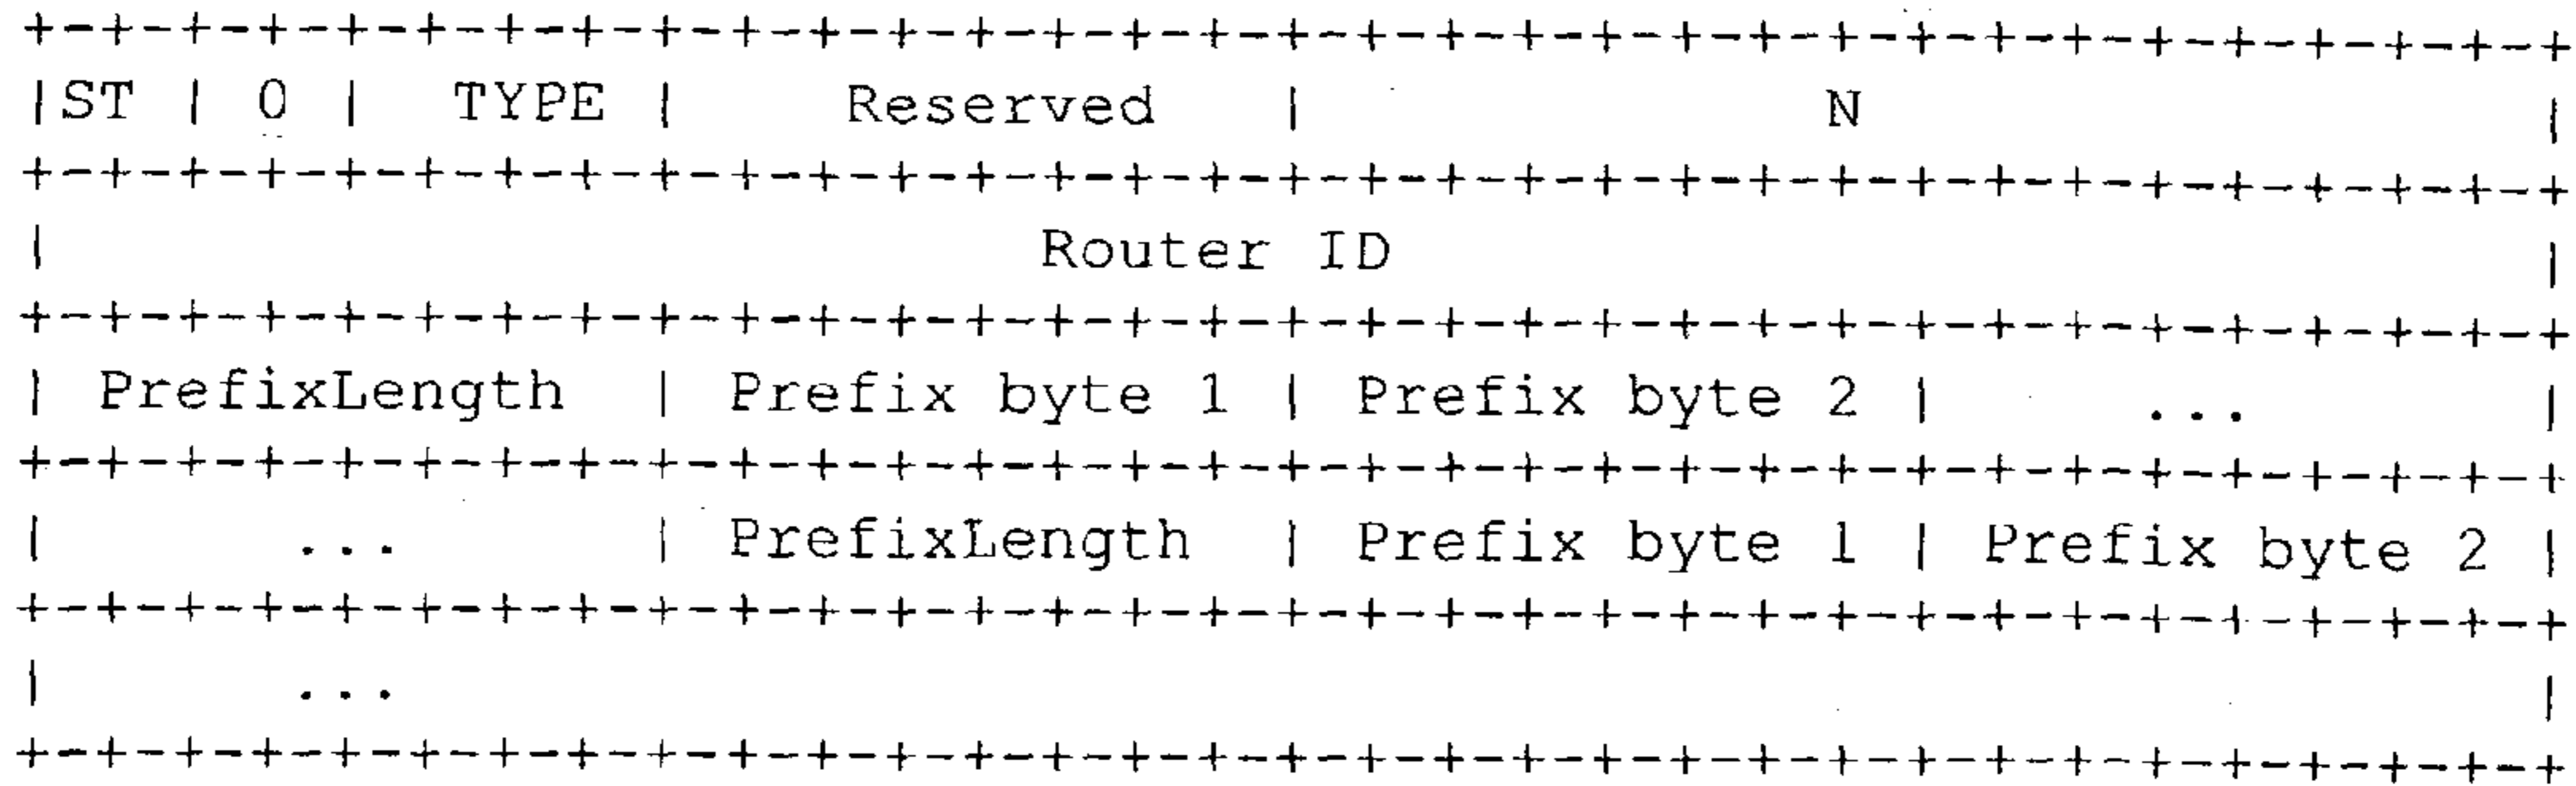 +-+-+-+-+-+-+-+-+-+-+-+-+-+-+-+-+-+-+-+-+-+-+-+-+-+-+-+-+-+-+-+-+
|ST | 0 |  TYPE |    Reserved   |              N                |
+-+-+-+-+-+-+-+-+-+-+-+-+-+-+-+-+-+-+-+-+-+-+-+-+-+-+-+-+-+-+-+-+
|                         Router ID                             |
+-+-+-+-+-+-+-+-+-+-+-+-+-+-+-+-+-+-+-+-+-+-+-+-+-+-+-+-+-+-+-+-+
| PrefixLength  | Prefix byte 1 | Prefix byte 2 |     ...       |
+-+-+-+-+-+-+-+-+-+-+-+-+-+-+-+-+-+-+-+-+-+-+-+-+-+-+-+-+-+-+-+-+
|      ...      | PrefixLength  | Prefix byte 1 | Prefix byte 2 |
+-+-+-+-+-+-+-+-+-+-+-+-+-+-+-+-+-+-+-+-+-+-+-+-+-+-+-+-+-+-+-+-+
|      ...                                                      |
+-+-+-+-+-+-+-+-+-+-+-+-+-+-+-+-+-+-+-+-+-+-+-+-+-+-+-+-+-+-+-+-+